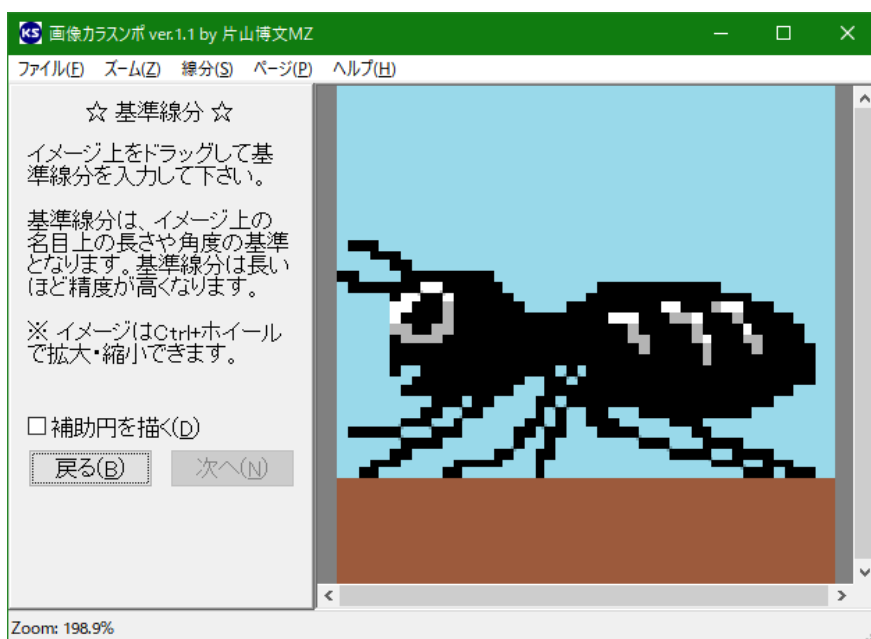 KS 画像カラスンポ ver.1.1 by 片山博文MZ
ファイル(F) ズーム(Z) 線分(S) ページ(P) ヘルプ(H)
☆ 基準線分 ☆
イメージ上をドラッグして基
準線分を入力して下さい。
基準線分は、イメージ上の
名目上の長さや角度の基準
となります。基準線分は長い
ほど精度が高くなります。
※ イメージはCtrl+ホイール
で拡大・縮小できます。
補助円を描く(D)
戻る(B) 次へ(N)
Zoom: 198.9%